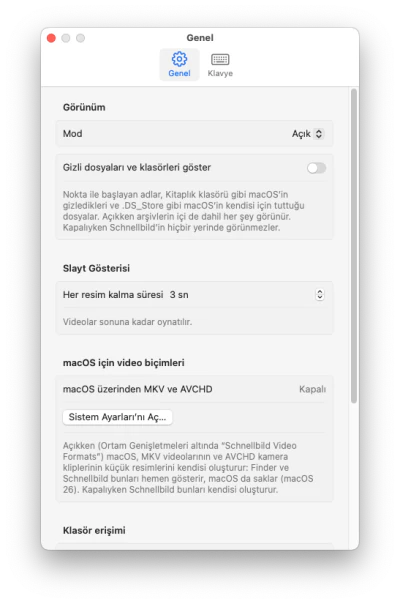 Genel
Genel
Klavye
Görünüm
Mod
Açık
Gizli dosyaları ve klasörleri göster
Nokta ile başlayan adlar, Kitaplık klasörü gibi macOS'in
gizledikleri ve .DS_Store gibi macOS'in kendisi için tuttuğu
dosyalar. Açıkken arşivlerin içi de dahil her şey görünür.
Kapalıyken Schnellbild'in hiçbir yerinde görünmezler.
Slayt Gösterisi
Her resim kalma süresi 3 sn
Videolar sonuna kadar oynatılır.
macOS için video biçimleri
macOS üzerinden MKV ve AVCHD
Kapalı
Sistem Ayarları'nı Aç...
Açıkken (Ortam Genişletmeleri altında “Schnellbild Video
Formats”) macOS, MKV videolarının ve AVCHD kamera
kliplerinin küçük resimlerini kendisi oluşturur: Finder ve
Schnellbild bunları hemen gösterir, macOS da saklar (macOS
26). Kapalıyken Schnellbild bunları kendisi oluşturur.
Klasör erişimi